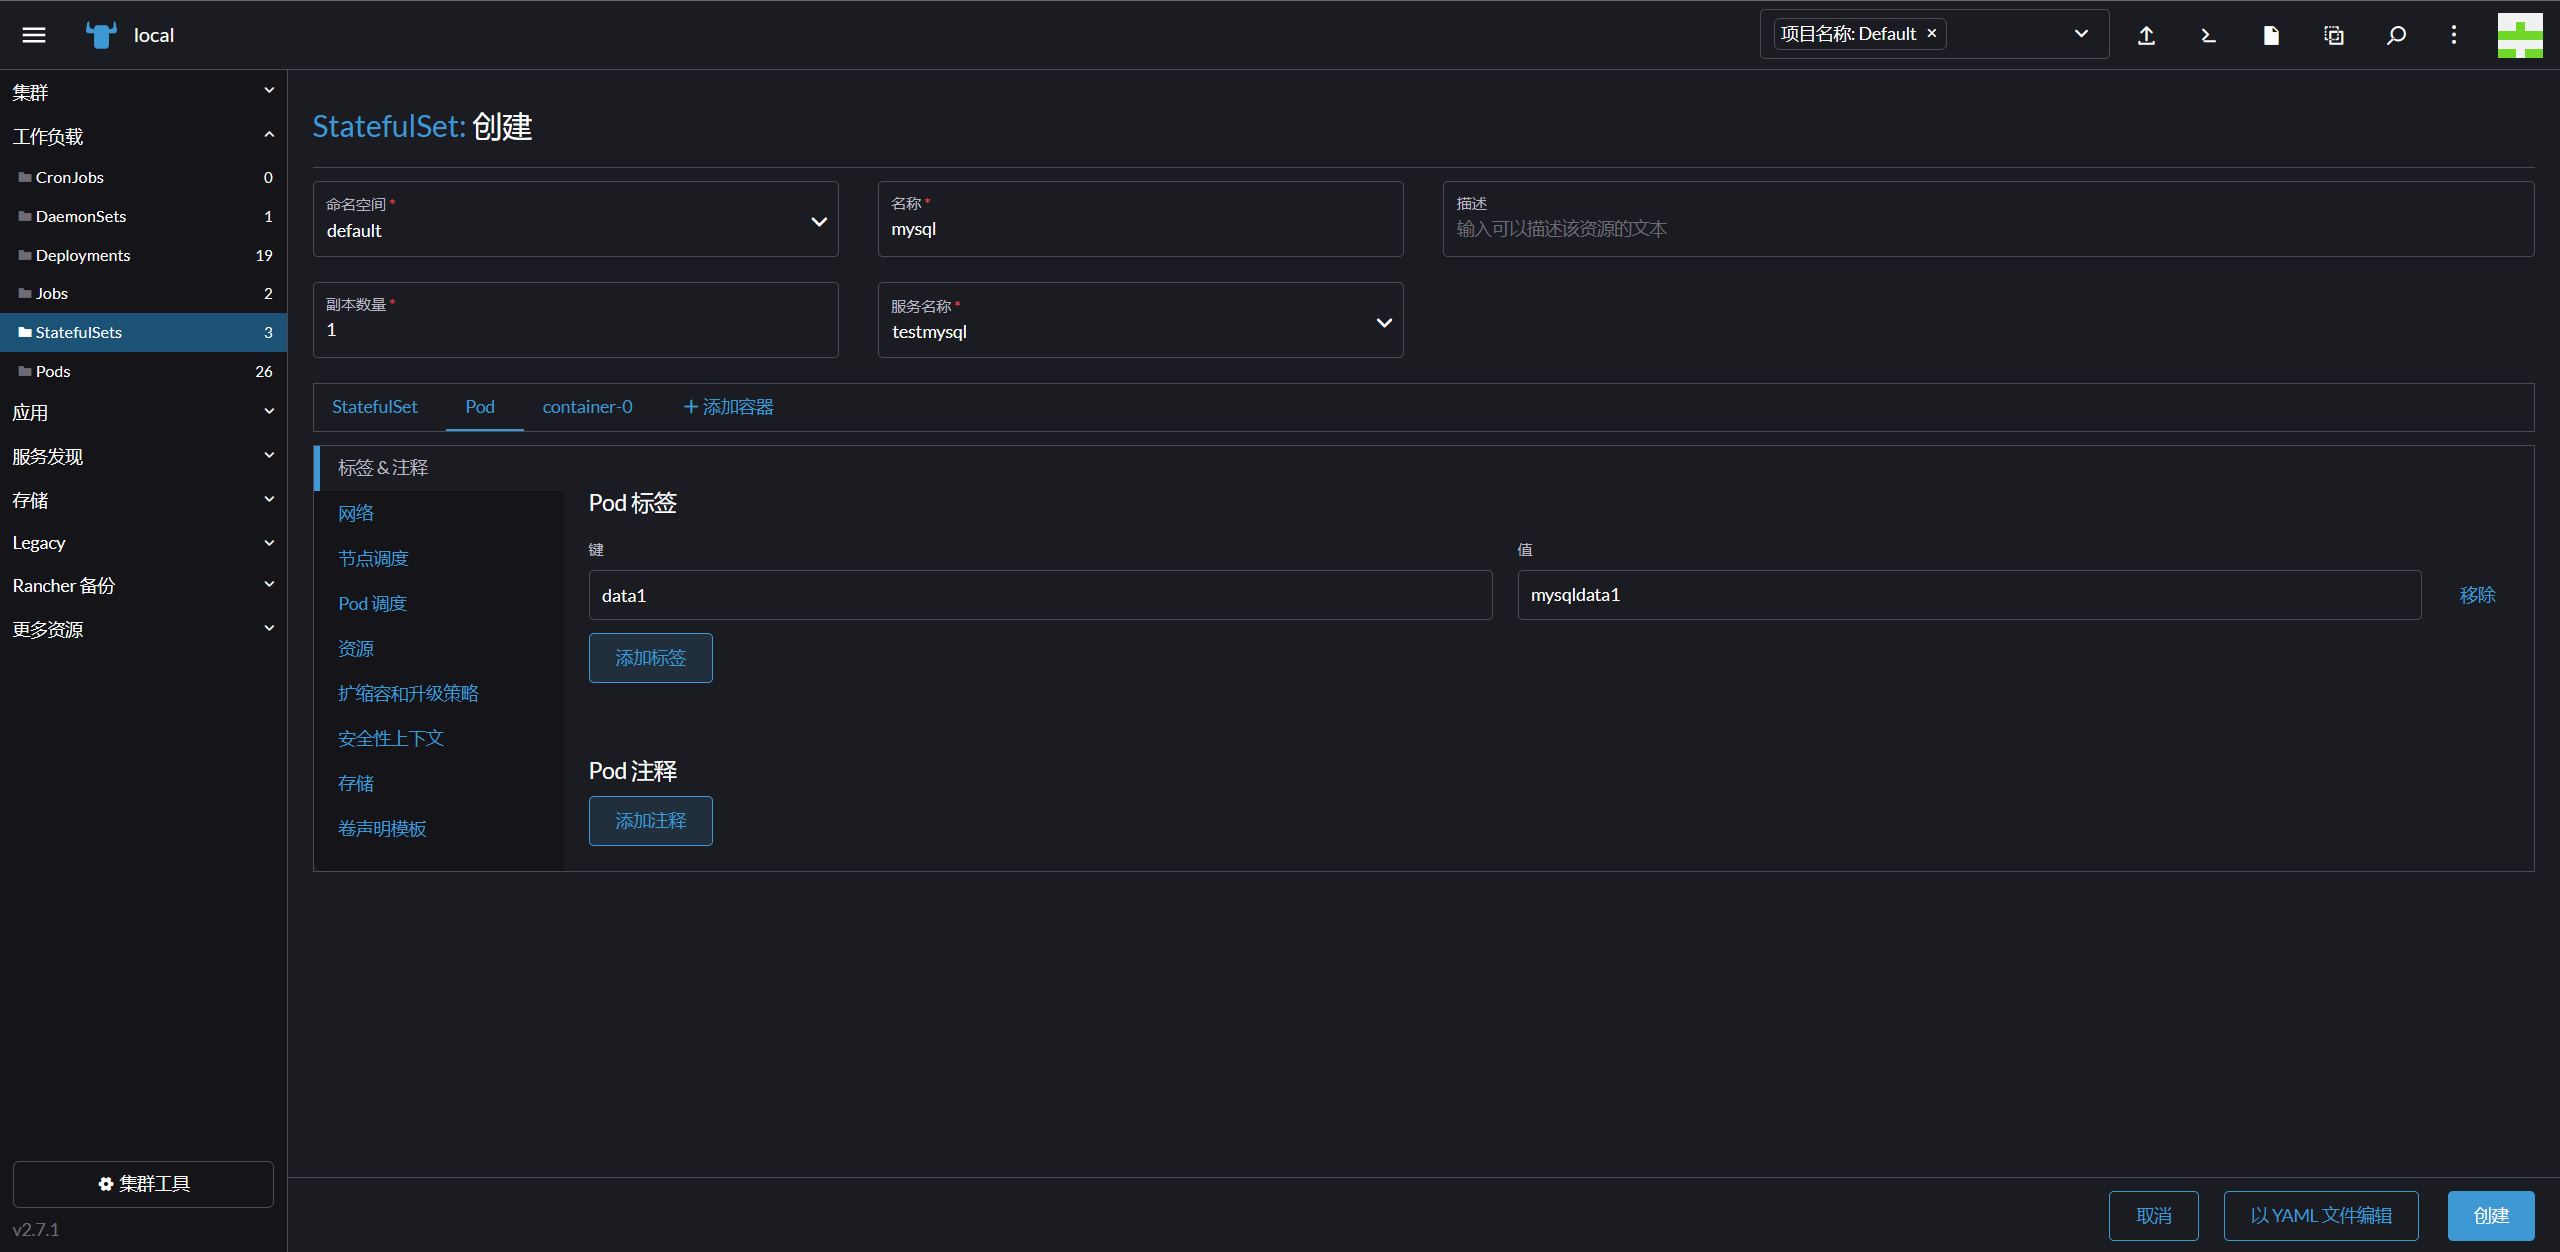 local
项目名称: Default ×
集群
工作负载
CronJobs 0
DaemonSets 1
Deployments 19
Jobs 2
StatefulSets 3
Pods 26
应用
服务发现
存储
Legacy
Rancher 备份
更多资源
集群工具
v2.7.1
StatefulSet: 创建
命名空间 *
default
名称 *
mysql
描述
输入可以描述该资源的文本
副本数量 *
1
服务名称 *
testmysql
StatefulSet Pod container-0 + 添加容器
标签 & 注释
网络
节点调度
Pod 调度
资源
扩缩容和升级策略
安全性上下文
存储
卷声明模板
Pod 标签
键 值
data1 mysqldata1 移除
添加标签
Pod 注释
添加注释
取消 以 YAML 文件编辑 创建